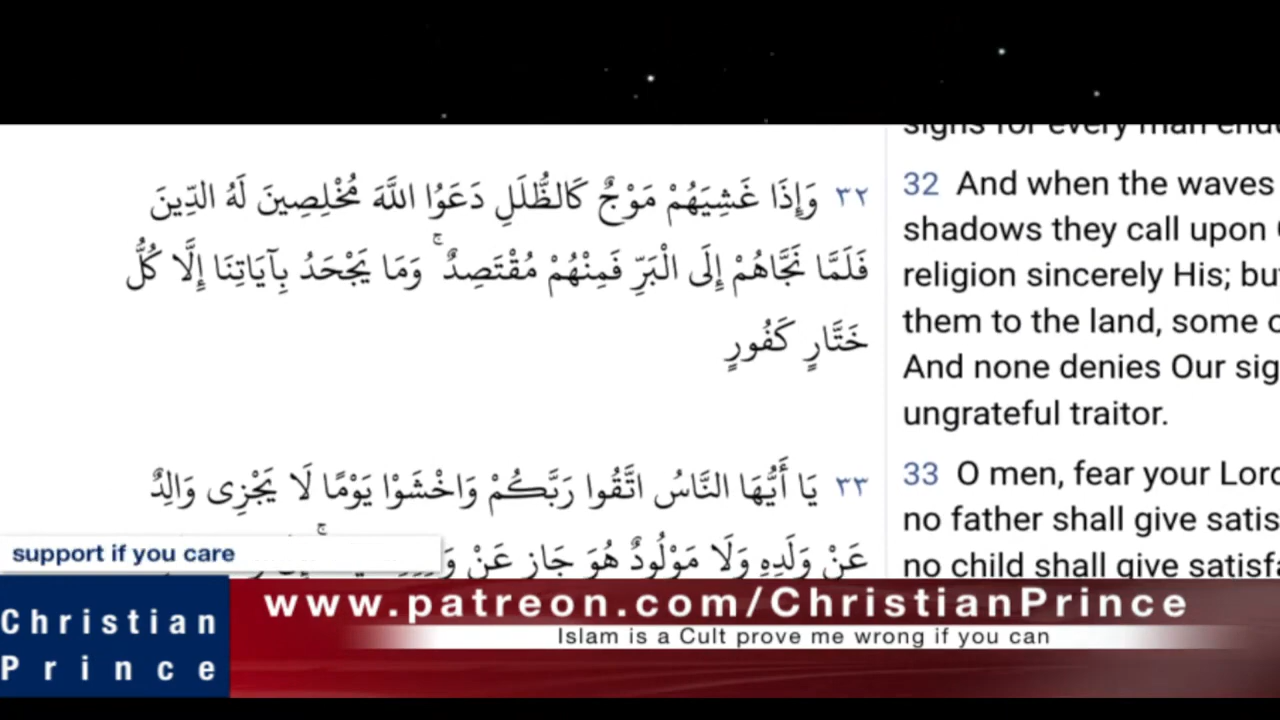 ٣٢ وَإِذَا غَشِيَهُمْ مَوْجٌ كَالظُّلَلِ دَعَوُا اللَّهَ مُخْلِصِينَ لَهُ الدِّينَ
فَلَمَّا نَجَّاهُمْ إِلَى الْبَرِّ فَمِنْهُمْ مُقْتَصِدٌ ۚ وَمَا يَجْحَدُ بِآيَاتِنَا إِلَّا كُلُّ
خَتَّارٍ كَفُورٍ
٣٣ يَا أَيُّهَا النَّاسُ اتَّقُوا رَبَّكُمْ وَاخْشَوْا يَوْمًا لَا يَجْزِي وَالِدٌ
عَنْ وَلَدِهِ وَلَا مَوْلُودٌ هُوَ جَازٍ عَنْ
signs for every man
32 And when the waves
shadows they call upon
religion sincerely His;
them to the land, some
And none denies Our
ungrateful traitor.
33 O men, fear your Lord
no father shall give
no child shall give
support if you care
Christian
Prince
www.patreon.com/ChristianPrince
Islam is a Cult prove me wrong if you can